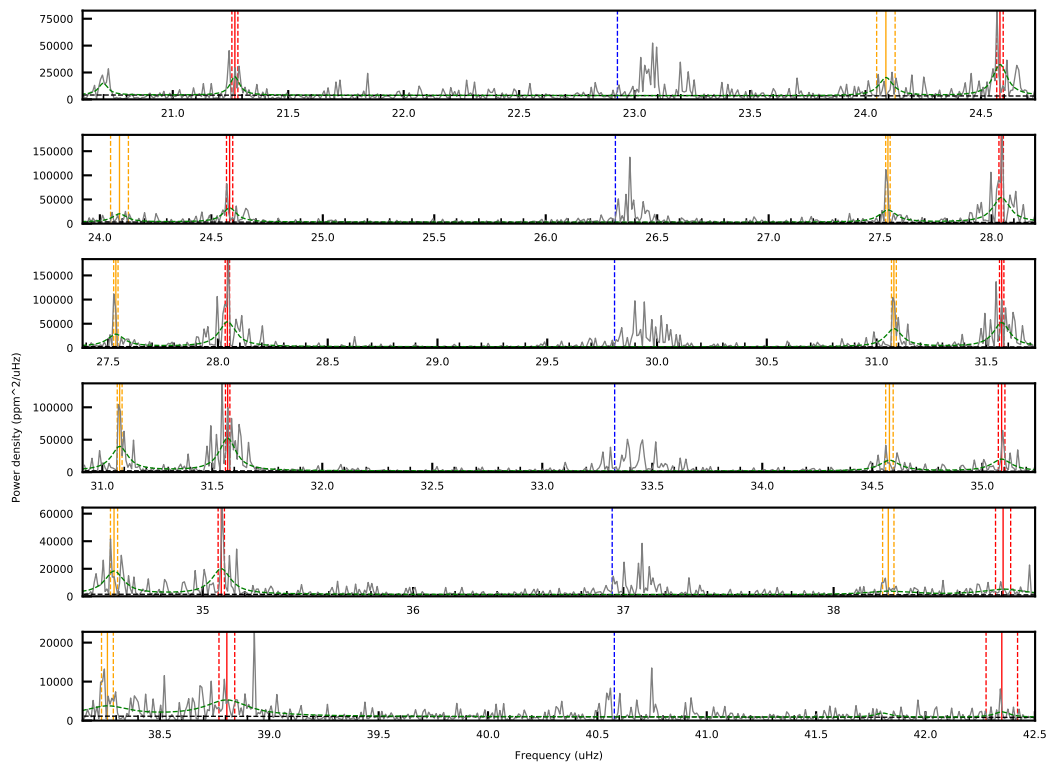 75000
50000
25000
0
21.0 21.5 22.0 22.5 23.0 23.5 24.0 24.5
150000
100000
50000
0
24.0 24.5 25.0 25.5 26.0 26.5 27.0 27.5 28.0
150000
100000
50000
0
27.5 28.0 28.5 29.0 29.5 30.0 30.5 31.0 31.5
Power density (ppm^2/uHz)
100000
50000
0
31.0 31.5 32.0 32.5 33.0 33.5 34.0 34.5 35.0
60000
40000
20000
0
35 36 37 38
20000
10000
0
38.5 39.0 39.5 40.0 40.5 41.0 41.5 42.0 42.5
Frequency (uHz)